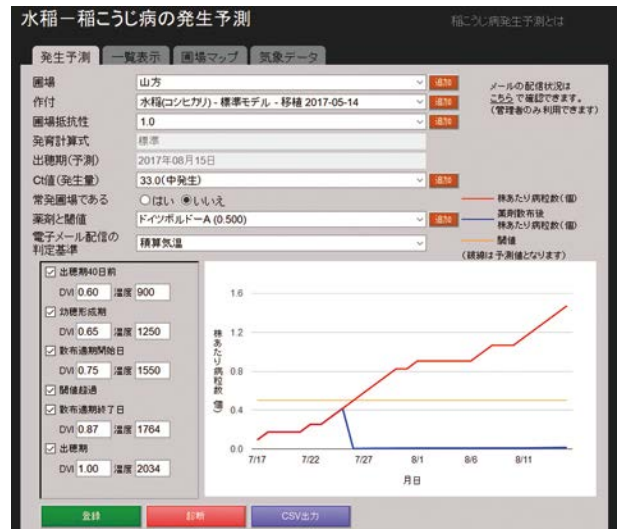 水稲－稲こうじ病の発生予測
稲こうじ病発生予測とは
発生予測 一覧表示 圃場マップ 気象データ
圃場 山方 追加
作付 水稲(コシヒカリ) - 標準モデル - 移植 2017-05-14 追加
圃場抵抗性 1.0 追加
発育計算式 標準
出穂期(予測) 2017年08月15日
Ct値(発生量) 33.0(中発生) 追加
常発圃場である はい いいえ
薬剤と閾値 ドイツボルドーA (0.500) 追加
電子メール配信の
判定基準 積算気温
メールの配信状況は
こちら で確認できます。
(管理者のみ利用できます)
株あたり病粒数(個)
薬剤散布後
株あたり病粒数(個)
閾値
(破線は予測値となります)
出穂期40日前
DVI 0.60 温度 900
幼穂形成期
DVI 0.65 温度 1250
散布適期開始日
DVI 0.75 温度 1550
閾値超過
散布適期終了日
DVI 0.87 温度 1764
出穂期
DVI 1.00 温度 2034
株あたり病粒数(個)
1.6
1.2
0.8
0.4
0.0
7/17 7/22 7/27 8/1 8/6 8/11
月日
登録 診断 CSV出力